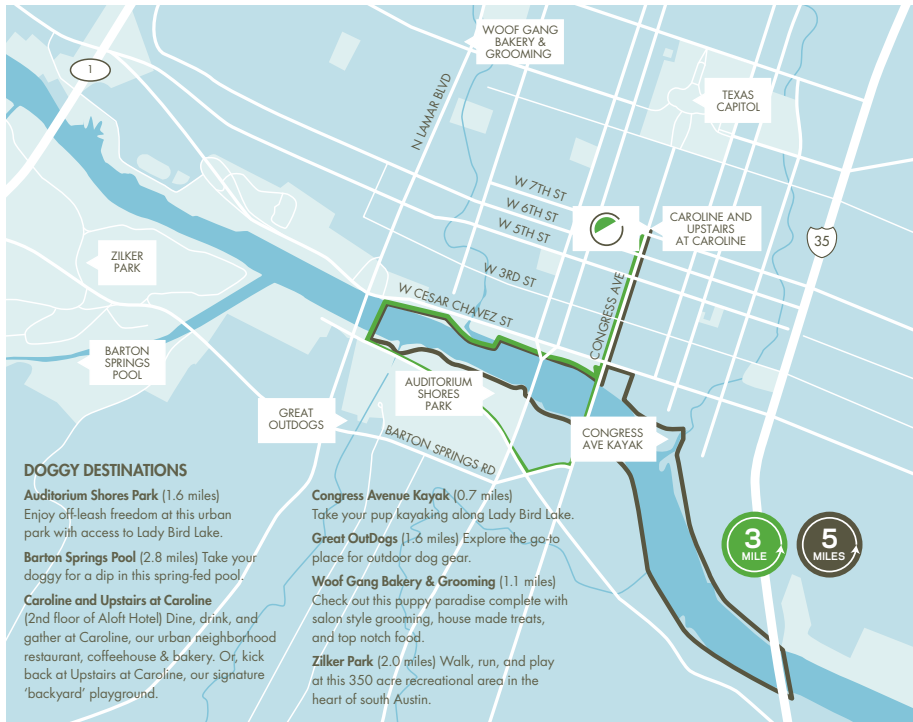 WOOF GANG
BAKERY &
GROOMING
1
TEXAS
CAPITOL
N LAMAR BLVD
W 7TH ST
W 6TH ST
W 5TH ST
CAROLINE AND
UPSTAIRS
AT CAROLINE
35
ZILKER
PARK
W 3RD ST
W CESAR CHAVEZ ST
CONGRESS AVE
BARTON
SPRINGS
POOL
AUDITORIUM
SHORES
PARK
GREAT
OUTDOGS
CONGRESS
AVE KAYAK
BARTON SPRINGS RD
DOGGY DESTINATIONS
Auditorium Shores Park (1.6 miles)
Enjoy off-leash freedom at this urban
park with access to Lady Bird Lake.
Barton Springs Pool (2.8 miles) Take your
doggy for a dip in this spring-fed pool.
Caroline and Upstairs at Caroline
(2nd floor of Aloft Hotel) Dine, drink, and
gather at Caroline, our urban neighborhood
restaurant, coffeehouse & bakery. Or, kick
back at Upstairs at Caroline, our signature
‘backyard’ playground.
Congress Avenue Kayak (0.7 miles)
Take your pup kayaking along Lady Bird Lake.
Great OutDogs (1.6 miles) Explore the go-to
place for outdoor dog gear.
Woof Gang Bakery & Grooming (1.1 miles)
Check out this puppy paradise complete with
salon style grooming, house made treats,
and top notch food.
Zilker Park (2.0 miles) Walk, run, and play
at this 350 acre recreational area in the
heart of south Austin.
3
MILE
5
MILES